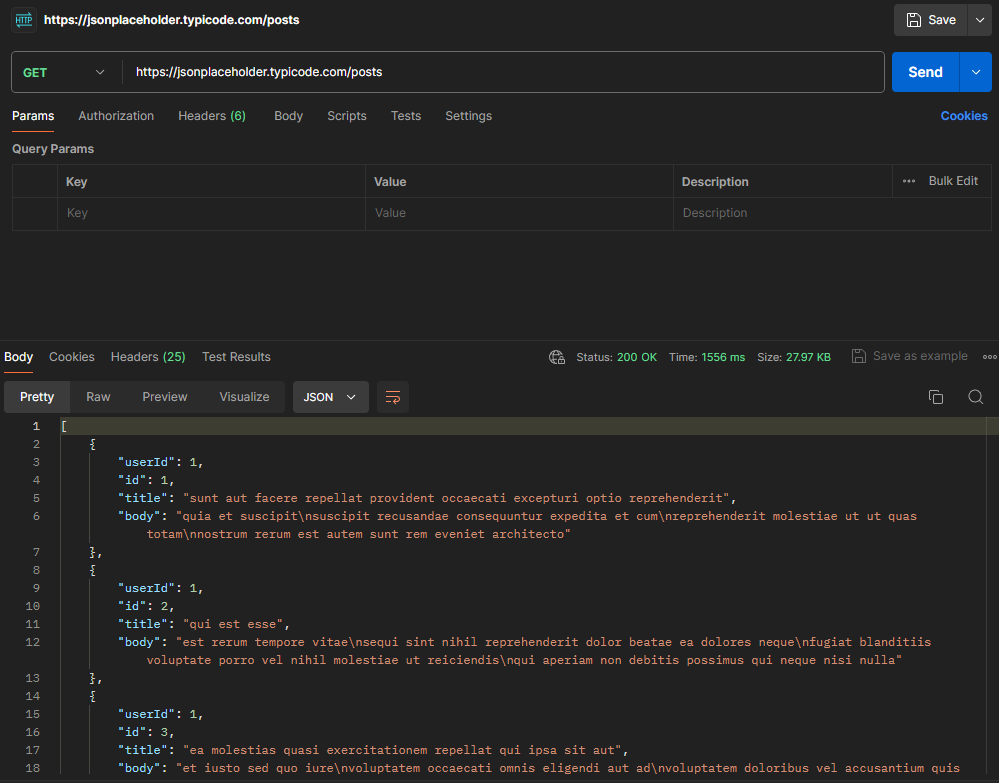 HTTP https://jsonplaceholder.typicode.com/posts Save
GET https://jsonplaceholder.typicode.com/posts Send
Params Authorization Headers (6) Body Scripts Tests Settings Cookies
Query Params
Key Value Description ••• Bulk Edit
Key Value Description
Body Cookies Headers (25) Test Results Status: 200 OK Time: 1556 ms Size: 27.97 KB Save as example
Pretty Raw Preview Visualize JSON
1 [
2 {
3 "userId": 1,
4 "id": 1,
5 "title": "sunt aut facere repellat provident occaecati excepturi optio reprehenderit",
6 "body": "quia et suscipit\nsuscipit recusandae consequuntur expedita et cum\nreprehenderit molestiae ut ut quas
totam\nnostrum rerum est autem sunt rem eveniet architecto"
7 },
8 {
9 "userId": 1,
10 "id": 2,
11 "title": "qui est esse",
12 "body": "est rerum tempore vitae\nsequi sint nihil reprehenderit dolor beatae ea dolores neque\nfugiat blanditiis
voluptate porro vel nihil molestiae ut reiciendis\nqui aperiam non debitis possimus qui neque nisi nulla"
13 },
14 {
15 "userId": 1,
16 "id": 3,
17 "title": "ea molestias quasi exercitationem repellat qui ipsa sit aut",
18 "body": "et iusto sed quo iure\nvoluptatem occaecati omnis eligendi aut ad\nvoluptatem doloribus vel accusantium quis